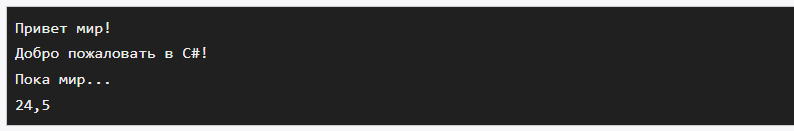 Привет мир!
Добро пожаловать в C#!
Пока мир...
24,5